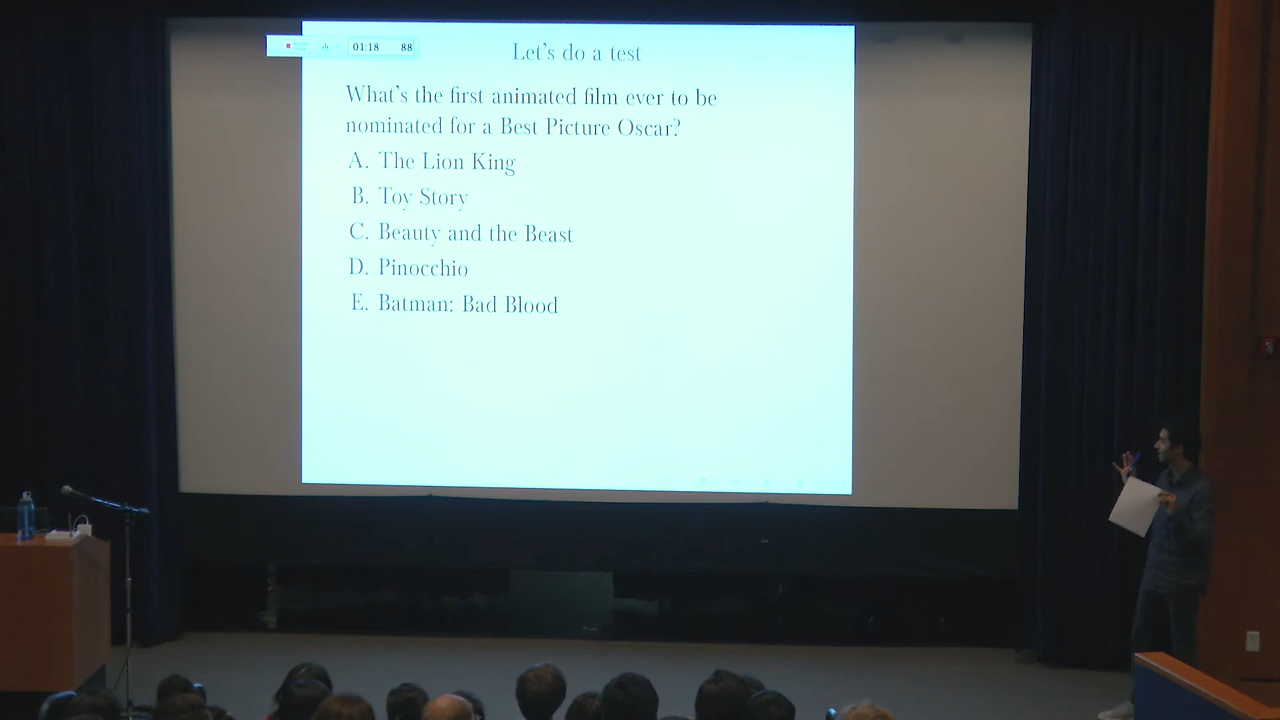 01:18 88
Let's do a test
What's the first animated film ever to be
nominated for a Best Picture Oscar?
A. The Lion King
B. Toy Story
C. Beauty and the Beast
D. Pinocchio
E. Batman: Bad Blood